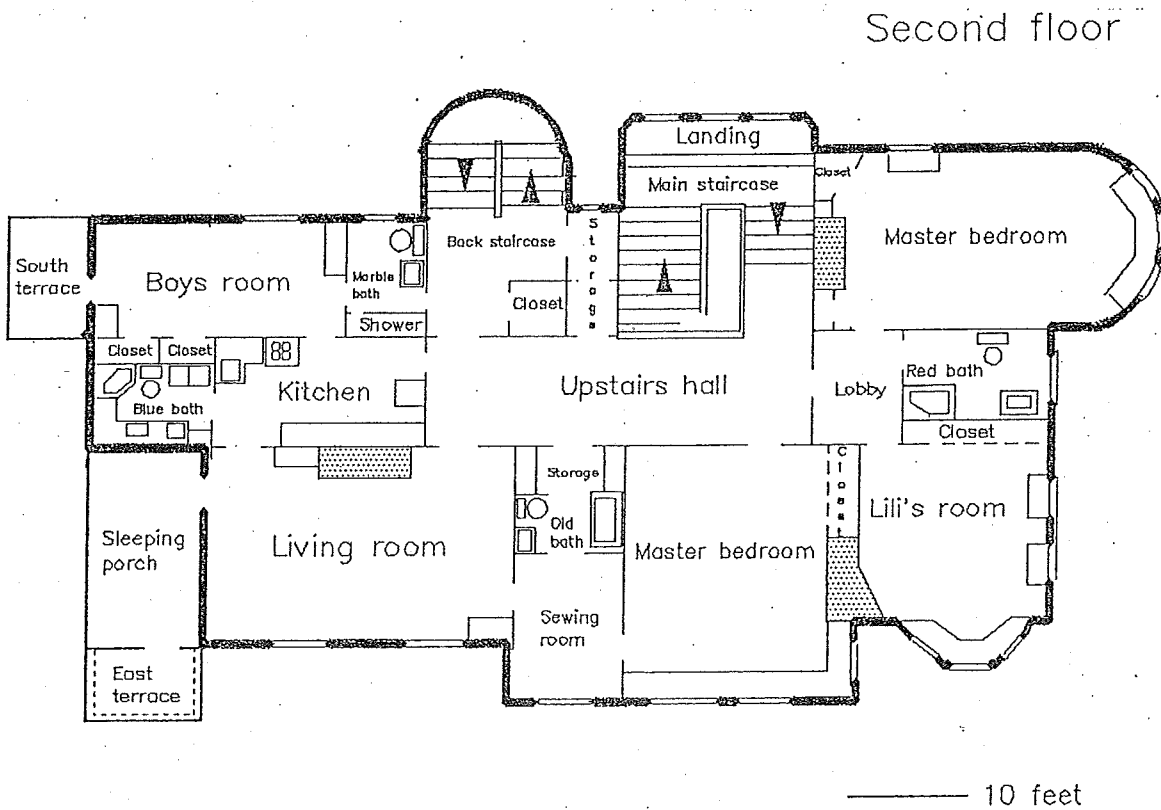 Second floor
Landing
Closet
Main staircase
Back staircase
Storage
Master bedroom
South
terrace
Boys room
Marble
bath
Closet
Shower
Closet
Closet
Kitchen
Upstairs hall
Lobby
Red bath
Blue bath
Closet
Storage
Closet
Lili's room
Old
bath
Living room
Master bedroom
Sleeping
porch
Sewing
room
East
terrace
10 feet